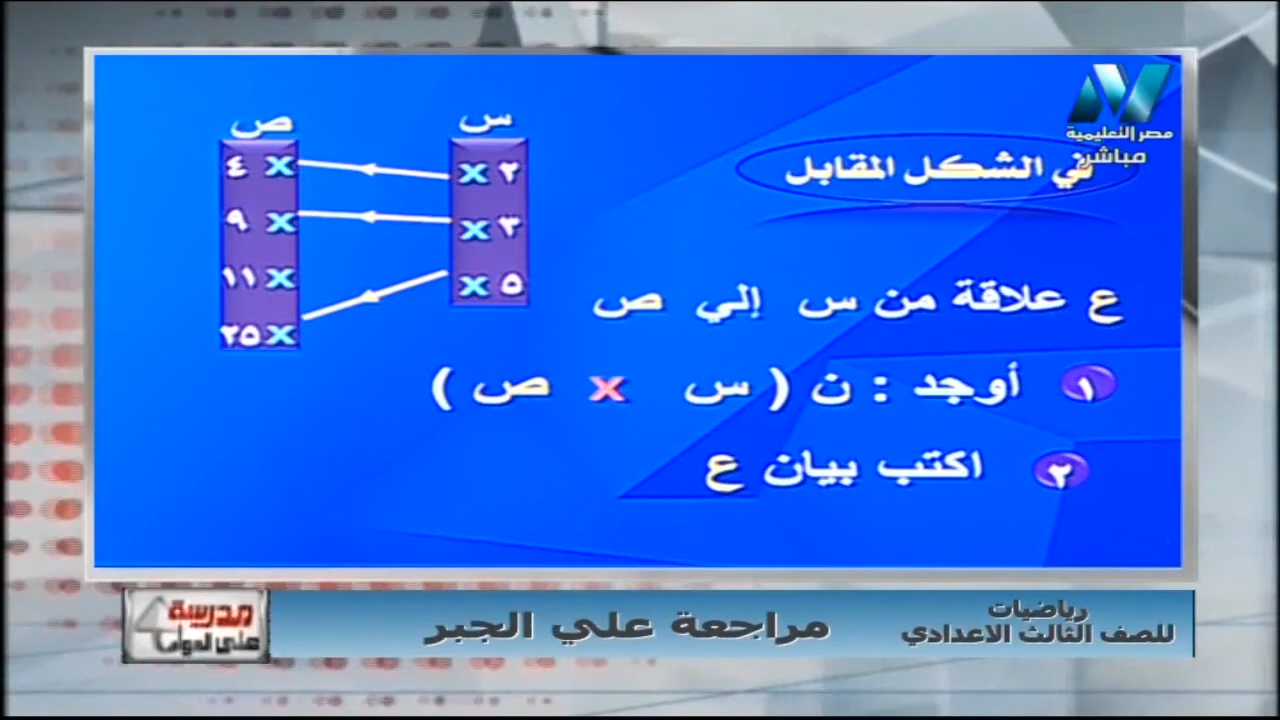 مصر التعليمية
مباشر
في الشكل المقابل
س ص
٢ x x ٤
٣ x x ٩
٥ x x ١١
x ٢٥
ع علاقة من س إلي ص
١ أوجد : ن ( س x ص )
٢ اكتب بيان ع
رياضيات
للصف الثالث الاعدادي
مراجعة علي الجبر
مدرسة
علي الهواء